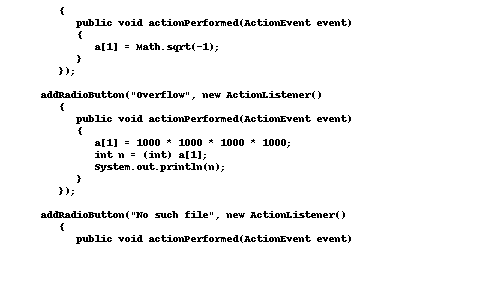 {
public void actionPerformed(ActionEvent event)
{
a[1] = Math.sqrt(-1);
}
});
addRadioButton("Overflow", new ActionListener()
{
public void actionPerformed(ActionEvent event)
{
a[1] = 1000 * 1000 * 1000 * 1000;
int n = (int) a[1];
System.out.println(n);
}
});
addRadioButton("No such file", new ActionListener()
{
public void actionPerformed(ActionEvent event)